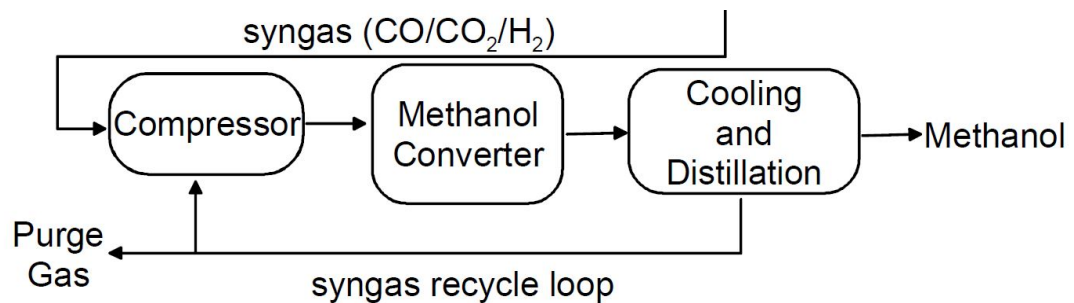 syngas (CO/CO₂/H₂)
Compressor
Methanol
Converter
Cooling
and
Distillation
Methanol
Purge
Gas
syngas recycle loop